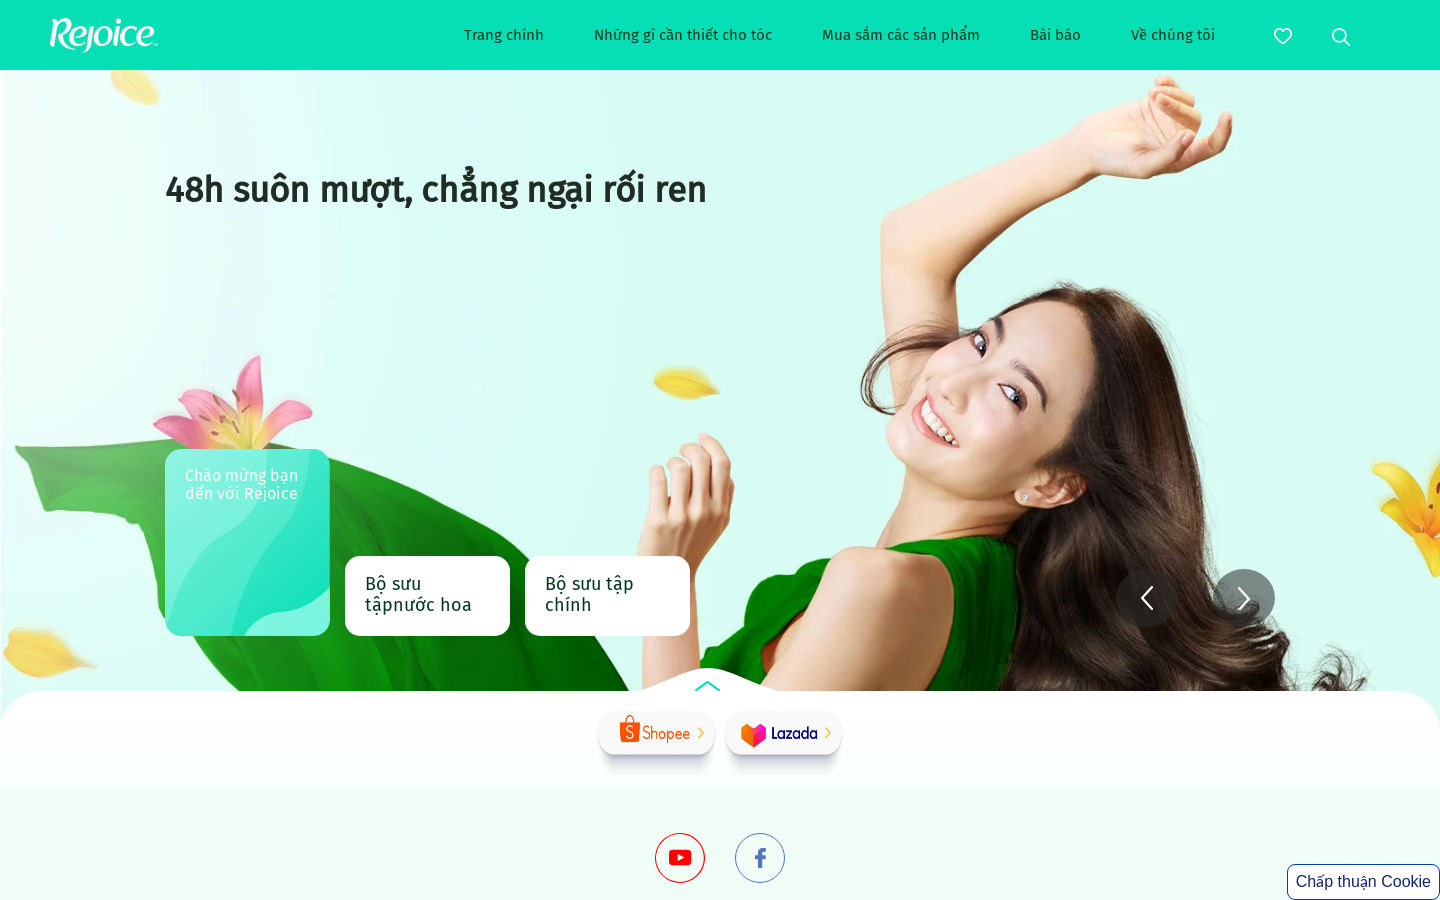 Rejoice
Trang chính
Những gì cần thiết cho tóc
Mua sắm các sản phẩm
Bài báo
Về chúng tôi
48h suôn mượt, chẳng ngại rối ren
Chào mừng bạn
đến với Rejoice
Bộ sưu
tậpnước hoa
Bộ sưu tập
chính
Shopee
Lazada
Chấp thuận Cookie